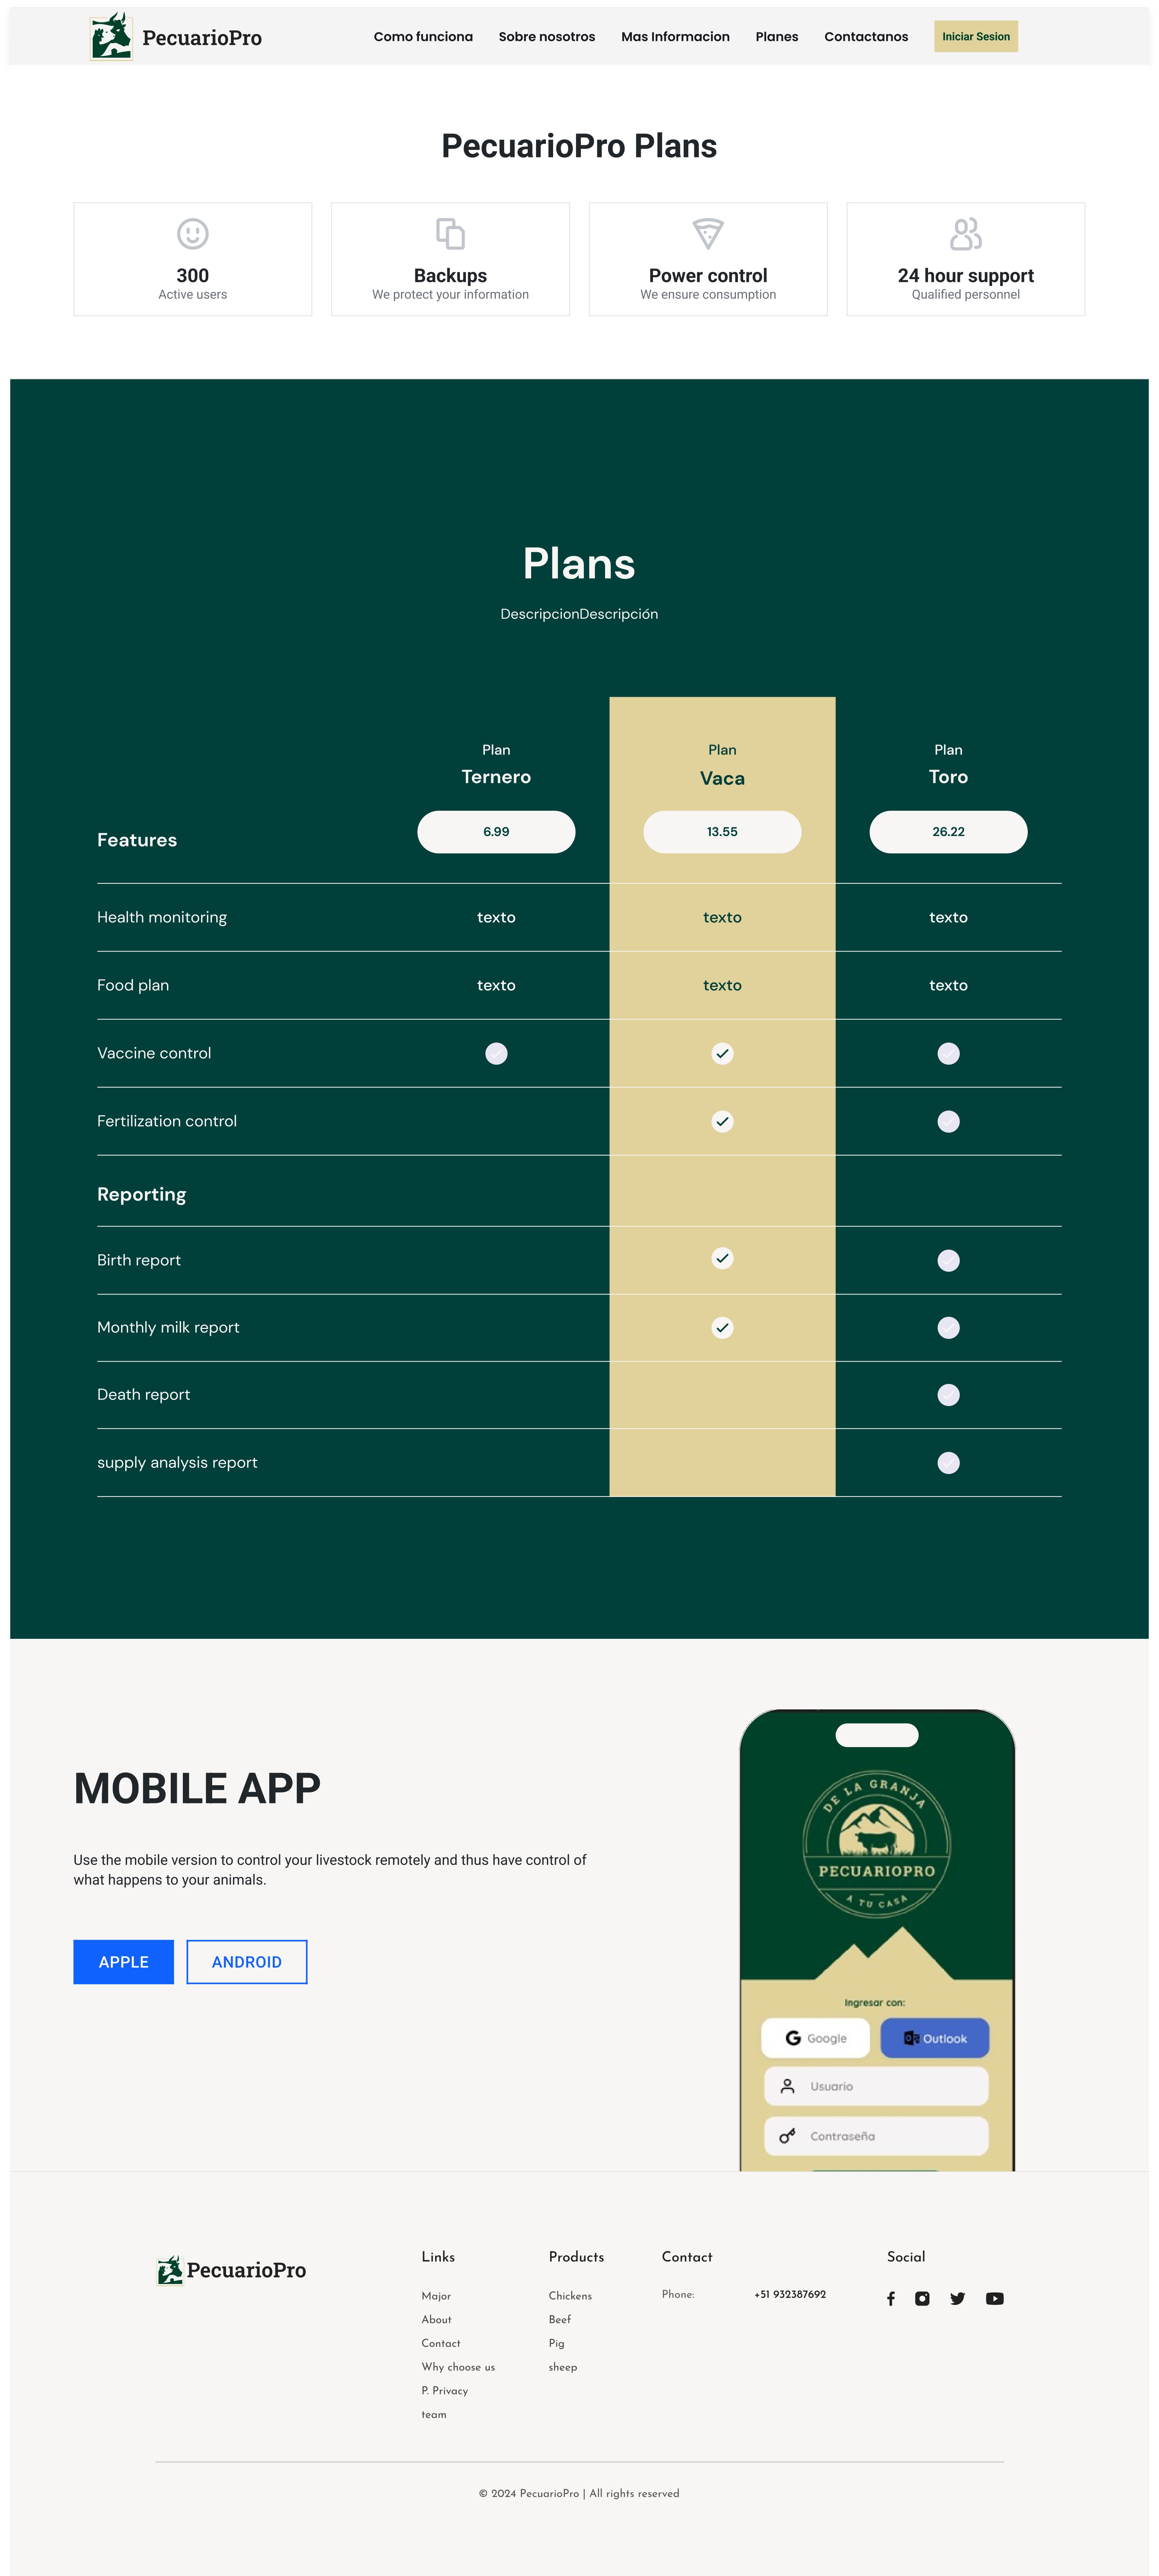 PecuarioPro
Como funciona
Sobre nosotros
Mas Informacion
Planes
Contactanos
Iniciar Sesion
PecuarioPro Plans
300
Active users
Backups
We protect your information
Power control
We ensure consumption
24 hour support
Qualified personnel
Plans
DescripcionDescripción
Plan
Ternero
6.99
Plan
Vaca
13.55
Plan
Toro
26.22
Features
Health monitoring
texto
texto
texto
Food plan
texto
texto
texto
Vaccine control
Fertilization control
Reporting
Birth report
Monthly milk report
Death report
supply analysis report
MOBILE APP
Use the mobile version to control your livestock remotely and thus have control of
what happens to your animals.
APPLE
ANDROID
DE LA GRANJA
PECUARIOPRO
A TU CASA
Ingresar con:
Google
Outlook
Usuario
Contraseña
PecuarioPro
Links
Major
About
Contact
Why choose us
P. Privacy
team
Products
Chickens
Beef
Pig
sheep
Contact
Phone:
+51 932387692
Social
© 2024 PecuarioPro | All rights reserved